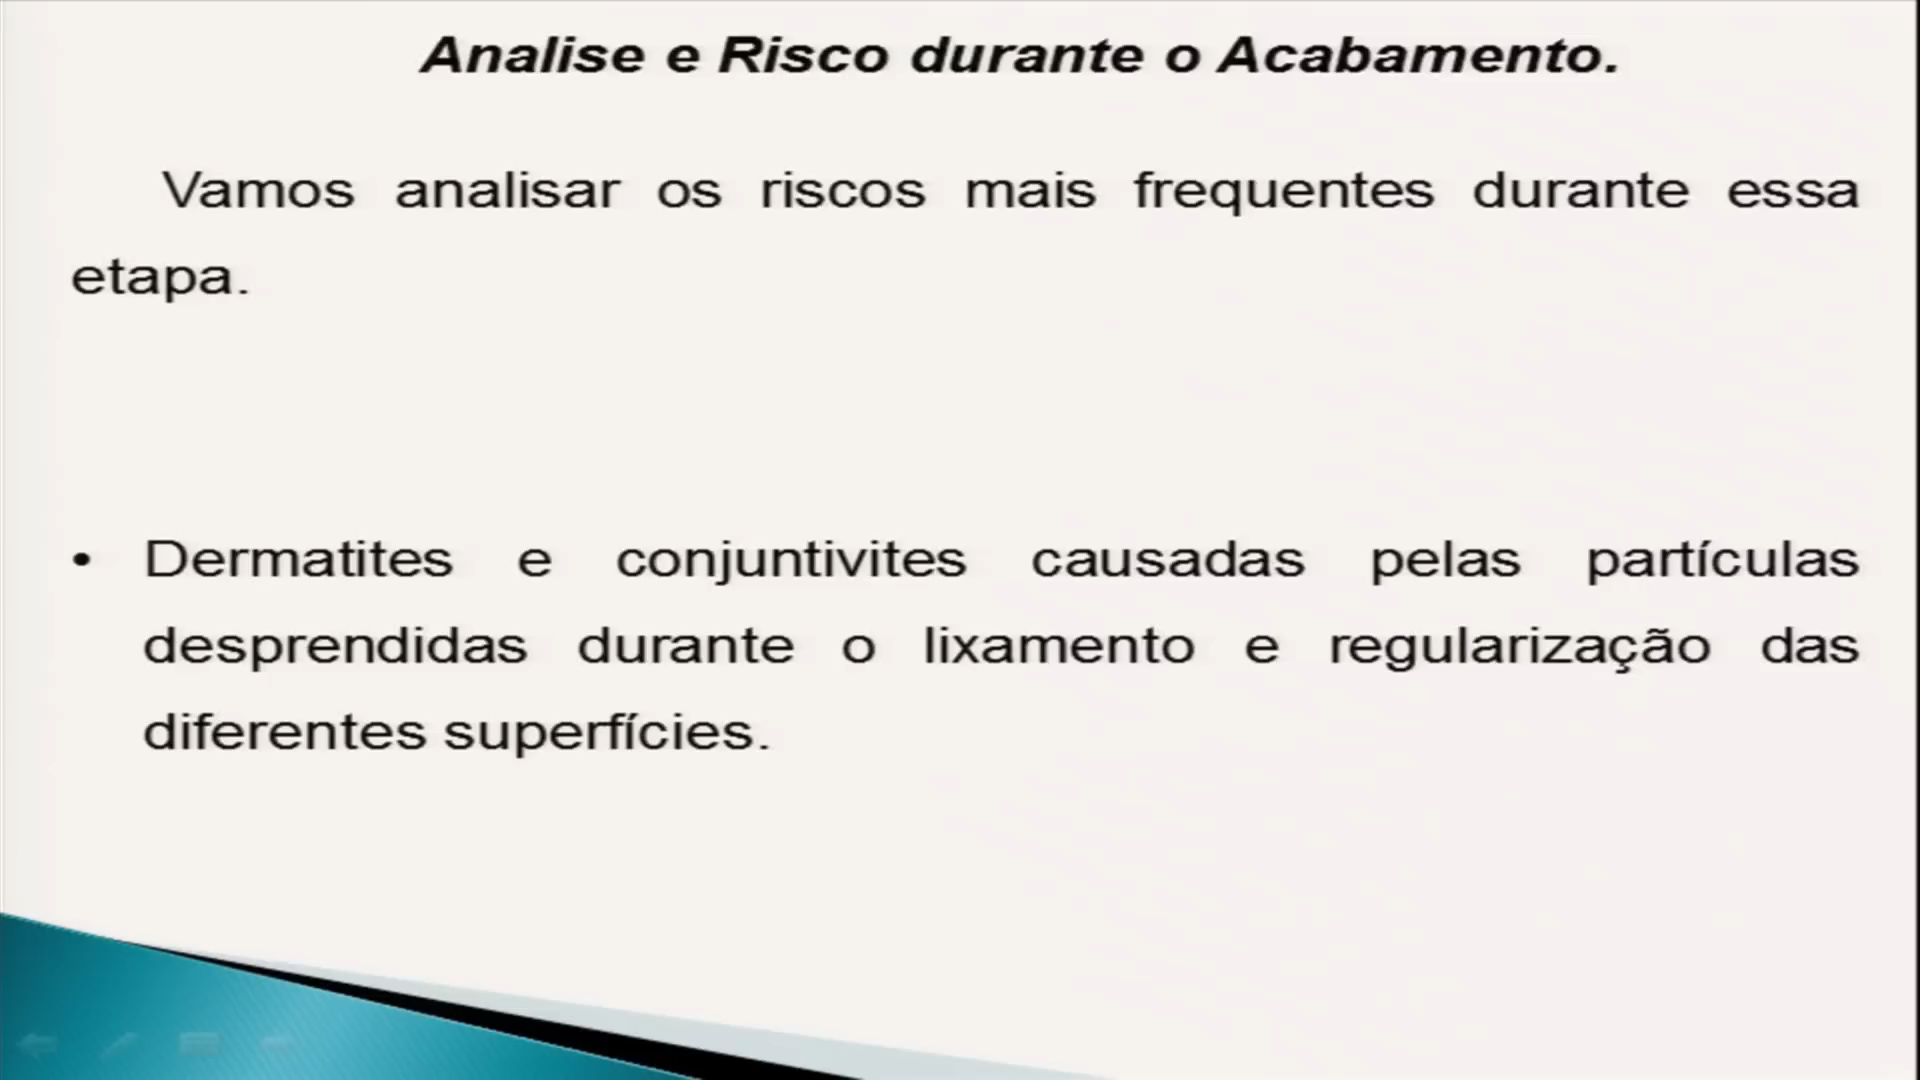 Analise e Risco durante o Acabamento.
Vamos analisar os riscos mais frequentes durante essa
etapa.
• Dermatites e conjuntivites causadas pelas partículas
desprendidas durante o lixamento e regularização das
diferentes superfícies.